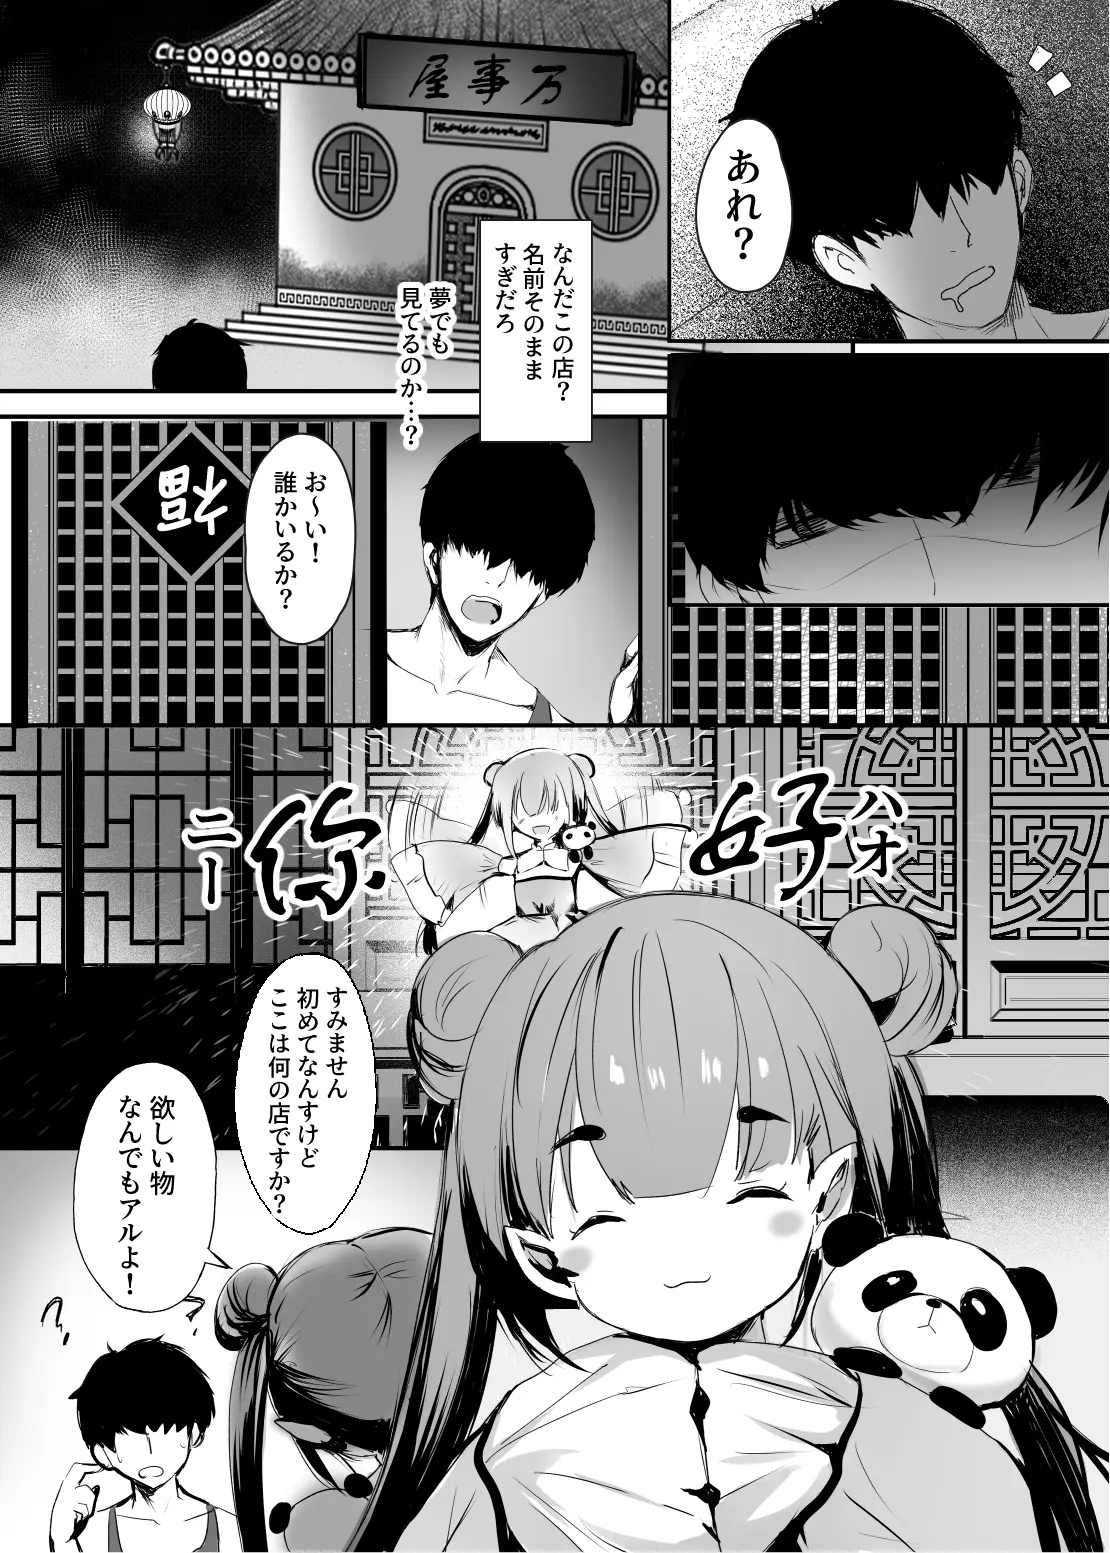 あれ？
万事屋
なんだこの店？
名前そのまま
すぎだろ
夢でも
見てるのか…？
お～い！
誰かいるか？
福
你好
ニーハオ
すみません
初めてなんすけど
ここは何の店ですか？
欲しい物
なんでもアルよ！
？？